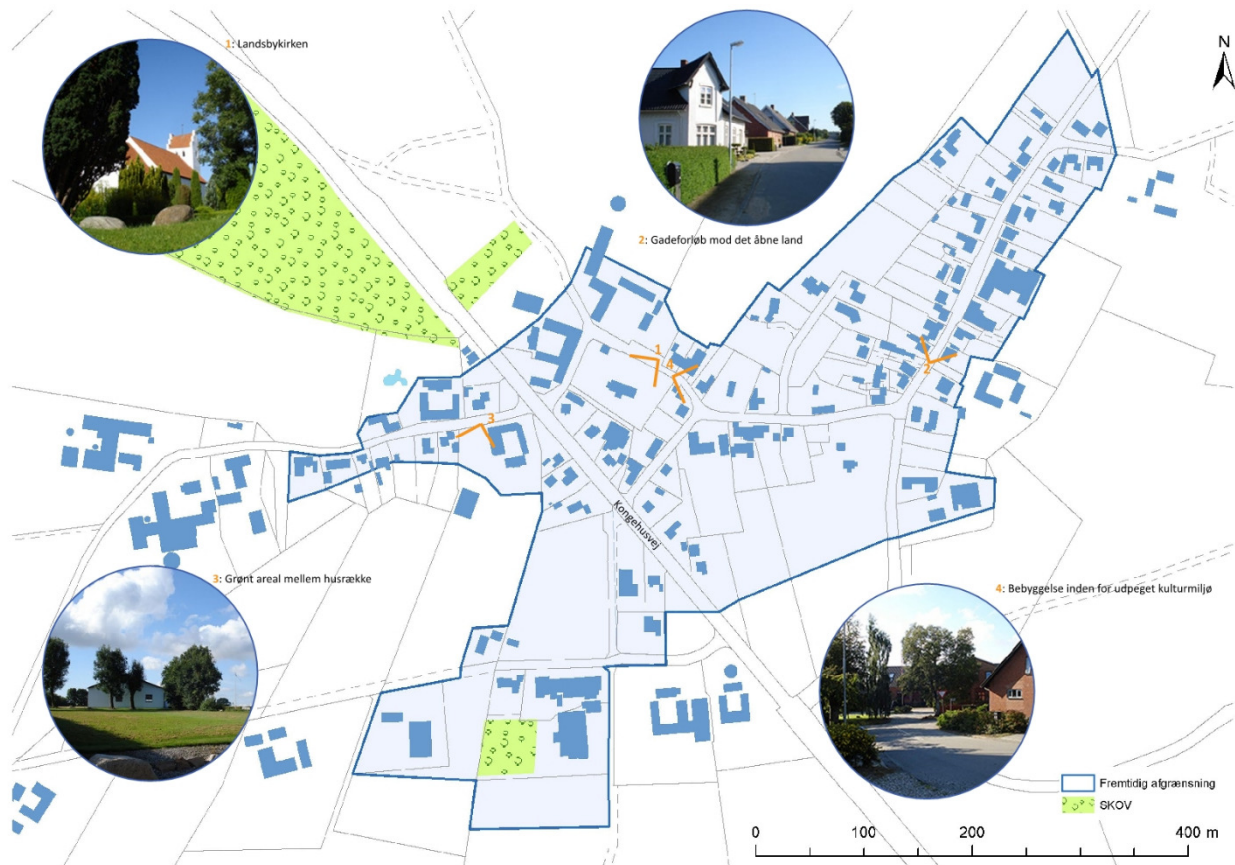 1: Landsbykirken
N
2: Gadeforløb mod det åbne land
1
4
2
3
Kongehusvej
3: Grønt areal mellem husrække
4: Bebyggelse inden for udpeget kulturmiljø
Fremtidig afgrænsning
SKOV
0 100 200 400 m